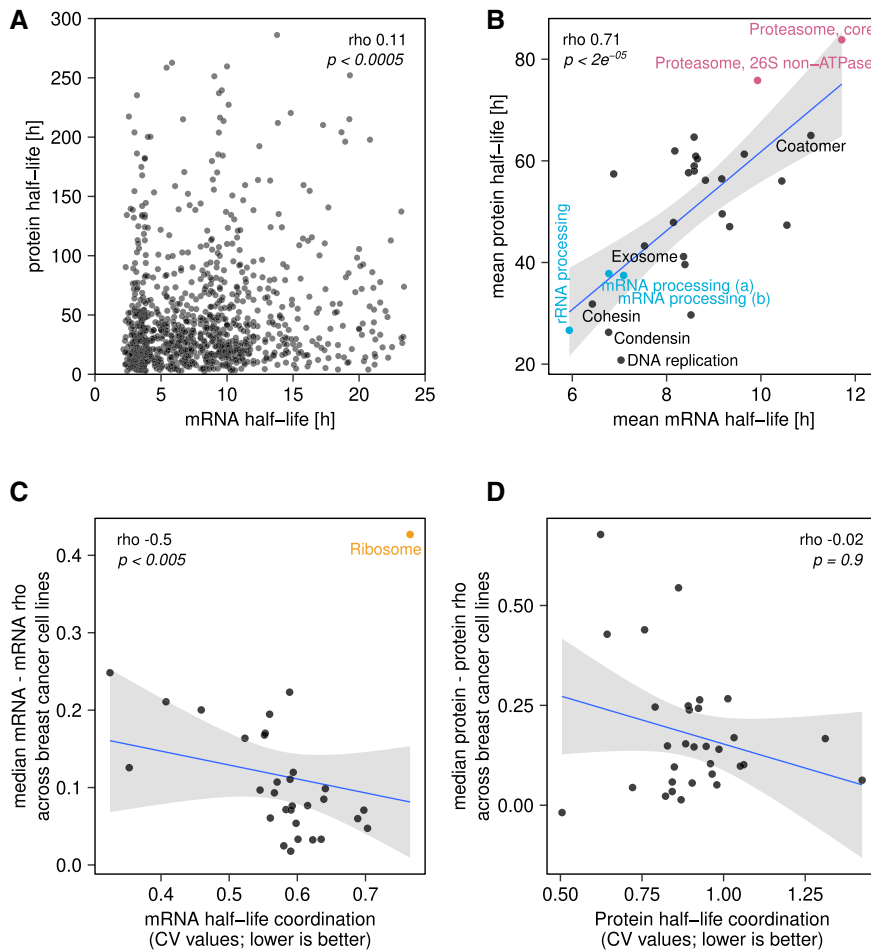 A
rho 0.11
p < 0.0005
protein half–life [h]
300
250
200
150
100
50
0
0 5 10 15 20 25
mRNA half–life [h]
B
rho 0.71
p < 2e–05
Proteasome, core
Proteasome, 26S non–ATPase
Coatomer
Exosome
rRNA processing
mRNA processing (a)
mRNA processing (b)
Cohesin
Condensin
DNA replication
mean protein half–life [h]
80
60
40
20
6 8 10 12
mean mRNA half–life [h]
C
rho -0.5
p < 0.005
Ribosome
median mRNA - mRNA rho
across breast cancer cell lines
0.4
0.3
0.2
0.1
0.0
0.4 0.5 0.6 0.7
mRNA half–life coordination
(CV values; lower is better)
D
rho -0.02
p = 0.9
median protein - protein rho
across breast cancer cell lines
0.50
0.25
0.00
0.50 0.75 1.00 1.25
Protein half–life coordination
(CV values; lower is better)